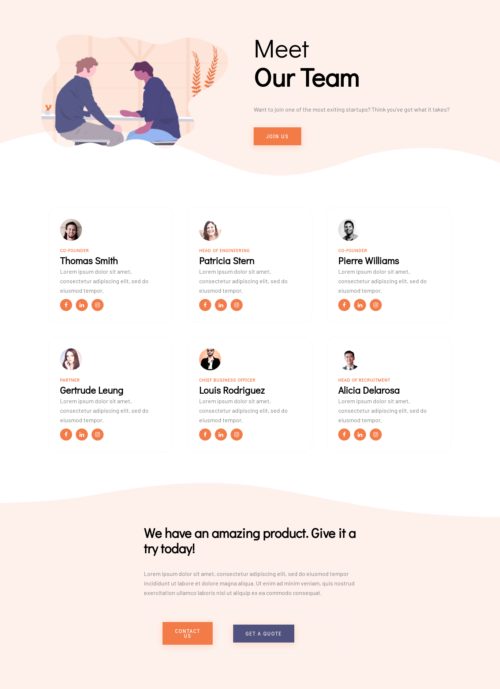 Meet
Our Team
Want to join one of the most exiting startups? Think you've got what it takes?
JOIN US
CO-FOUNDER
Thomas Smith
Lorem ipsum dolor sit amet,
consectetur adipiscing elit, sed do
eiusmod tempor.
HEAD OF ENGINEERING
Patricia Stern
Lorem ipsum dolor sit amet,
consectetur adipiscing elit, sed do
eiusmod tempor.
CO-FOUNDER
Pierre Williams
Lorem ipsum dolor sit amet,
consectetur adipiscing elit, sed do
eiusmod tempor.
PARTNER
Gertrude Leung
Lorem ipsum dolor sit amet,
consectetur adipiscing elit, sed do
eiusmod tempor.
CHIEF BUSINESS OFFICER
Louis Rodriguez
Lorem ipsum dolor sit amet,
consectetur adipiscing elit, sed do
eiusmod tempor.
HEAD OF RECRUITMENT
Alicia Delarosa
Lorem ipsum dolor sit amet,
consectetur adipiscing elit, sed do
eiusmod tempor.
We have an amazing product. Give it a
try today!
Lorem ipsum dolor sit amet, consectetur adipiscing elit, sed do eiusmod tempor
incididunt ut labore et dolore magna aliqua. Ut enim ad minim veniam, quis nostrud
exercitation ullamco laboris nisi ut aliquip ex ea commodo consequat.
CONTACT
US
GET A QUOTE